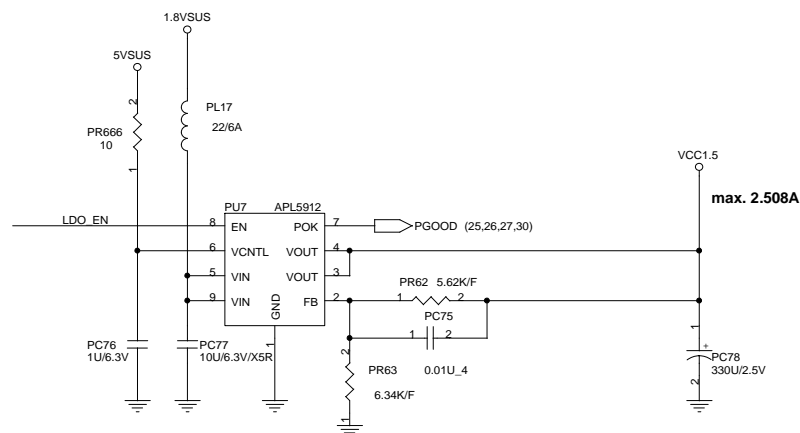 1.8VSUS
5VSUS
PL17
22/6A
PR666
10
2
1
VCC1.5
max. 2.508A
PU7 APL5912
LDO_EN
8 EN POK 7
PGOOD (25,26,27,30)
6 VCNTL VOUT 4
5 VIN VOUT 3
9 VIN FB 2
GND
1
PR62 5.62K/F
1 2
PC75
1 2
0.01U_4
PC76
1U/6.3V
PC77
10U/6.3V/X5R
2
PR63
6.34K/F
1
1
+
PC78
330U/2.5V
2